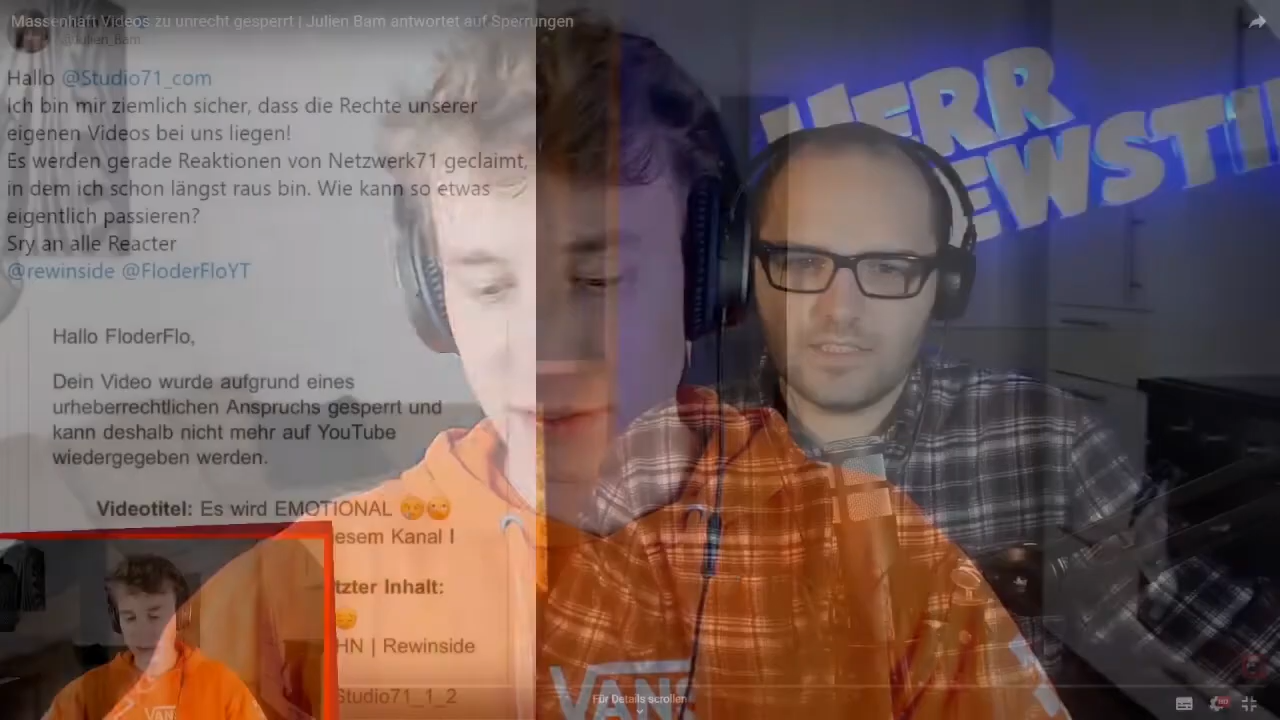 Massenhaft Videos zu unrecht gesperrt | Julien Bam antwortet auf Sperrungen
@Julien_Bam
Hallo @Studio71_com
Ich bin mir ziemlich sicher, dass die Rechte unserer
eigenen Videos bei uns liegen!
Es werden gerade Reaktionen von Netzwerk71 geclaimt,
in dem ich schon längst raus bin. Wie kann so etwas
eigentlich passieren?
Sry an alle Reacter
@rewinside @FloderFloYT
Hallo FloderFlo,
Dein Video wurde aufgrund eines
urheberrechtlichen Anspruchs gesperrt und
kann deshalb nicht mehr auf YouTube
wiedergegeben werden.
Videotitel: Es wird EMOTIONAL
esem Kanal I
tzter Inhalt:
HN | Rewinside
Studio71_1_2
HERR
EWSTI
VANS
VAN
Für Details scrollen